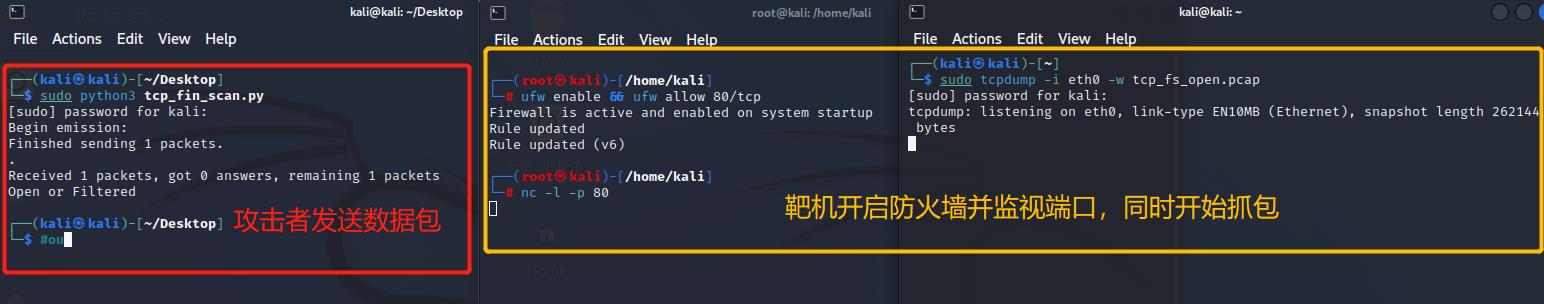 kali@kali: ~/Desktop
File Actions Edit View Help
┌──(kali㉿kali)-[~/Desktop]
└─$ sudo python3 tcp_fin_scan.py
[sudo] password for kali:
Begin emission:
Finished sending 1 packets.
.
Received 1 packets, got 0 answers, remaining 1 packets
Open or Filtered
┌──(kali㉿kali)-[~/Desktop]
└─$ #ou
攻击者发送数据包
root@kali: /home/kali
File Actions Edit View Help
┌──(root㉿kali)-[/home/kali]
└─# ufw enable && ufw allow 80/tcp
Firewall is active and enabled on system startup
Rule updated
Rule updated (v6)
┌──(root㉿kali)-[/home/kali]
└─# nc -l -p 80
File System
Home
kali@kali: ~
File Actions Edit View Help
┌──(kali㉿kali)-[~]
└─$ sudo tcpdump -i eth0 -w tcp_fs_open.pcap
[sudo] password for kali:
tcpdump: listening on eth0, link-type EN10MB (Ethernet), snapshot length 262144
bytes
靶机开启防火墙并监视端口，同时开始抓包